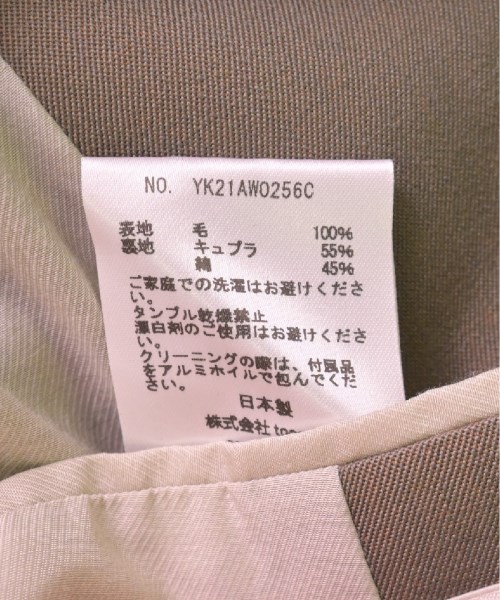 NO. YK21AW0256C
表地 毛 100%
裏地 キュプラ 55%
綿 45%
ご家庭での洗濯はお避けくださ
い。
タンブル乾燥禁止
漂白剤のご使用はお避けくださ
い。
クリーニングの際は、付属品
をアルミホイルで包んでくだ
さい。
日本製
株式会社